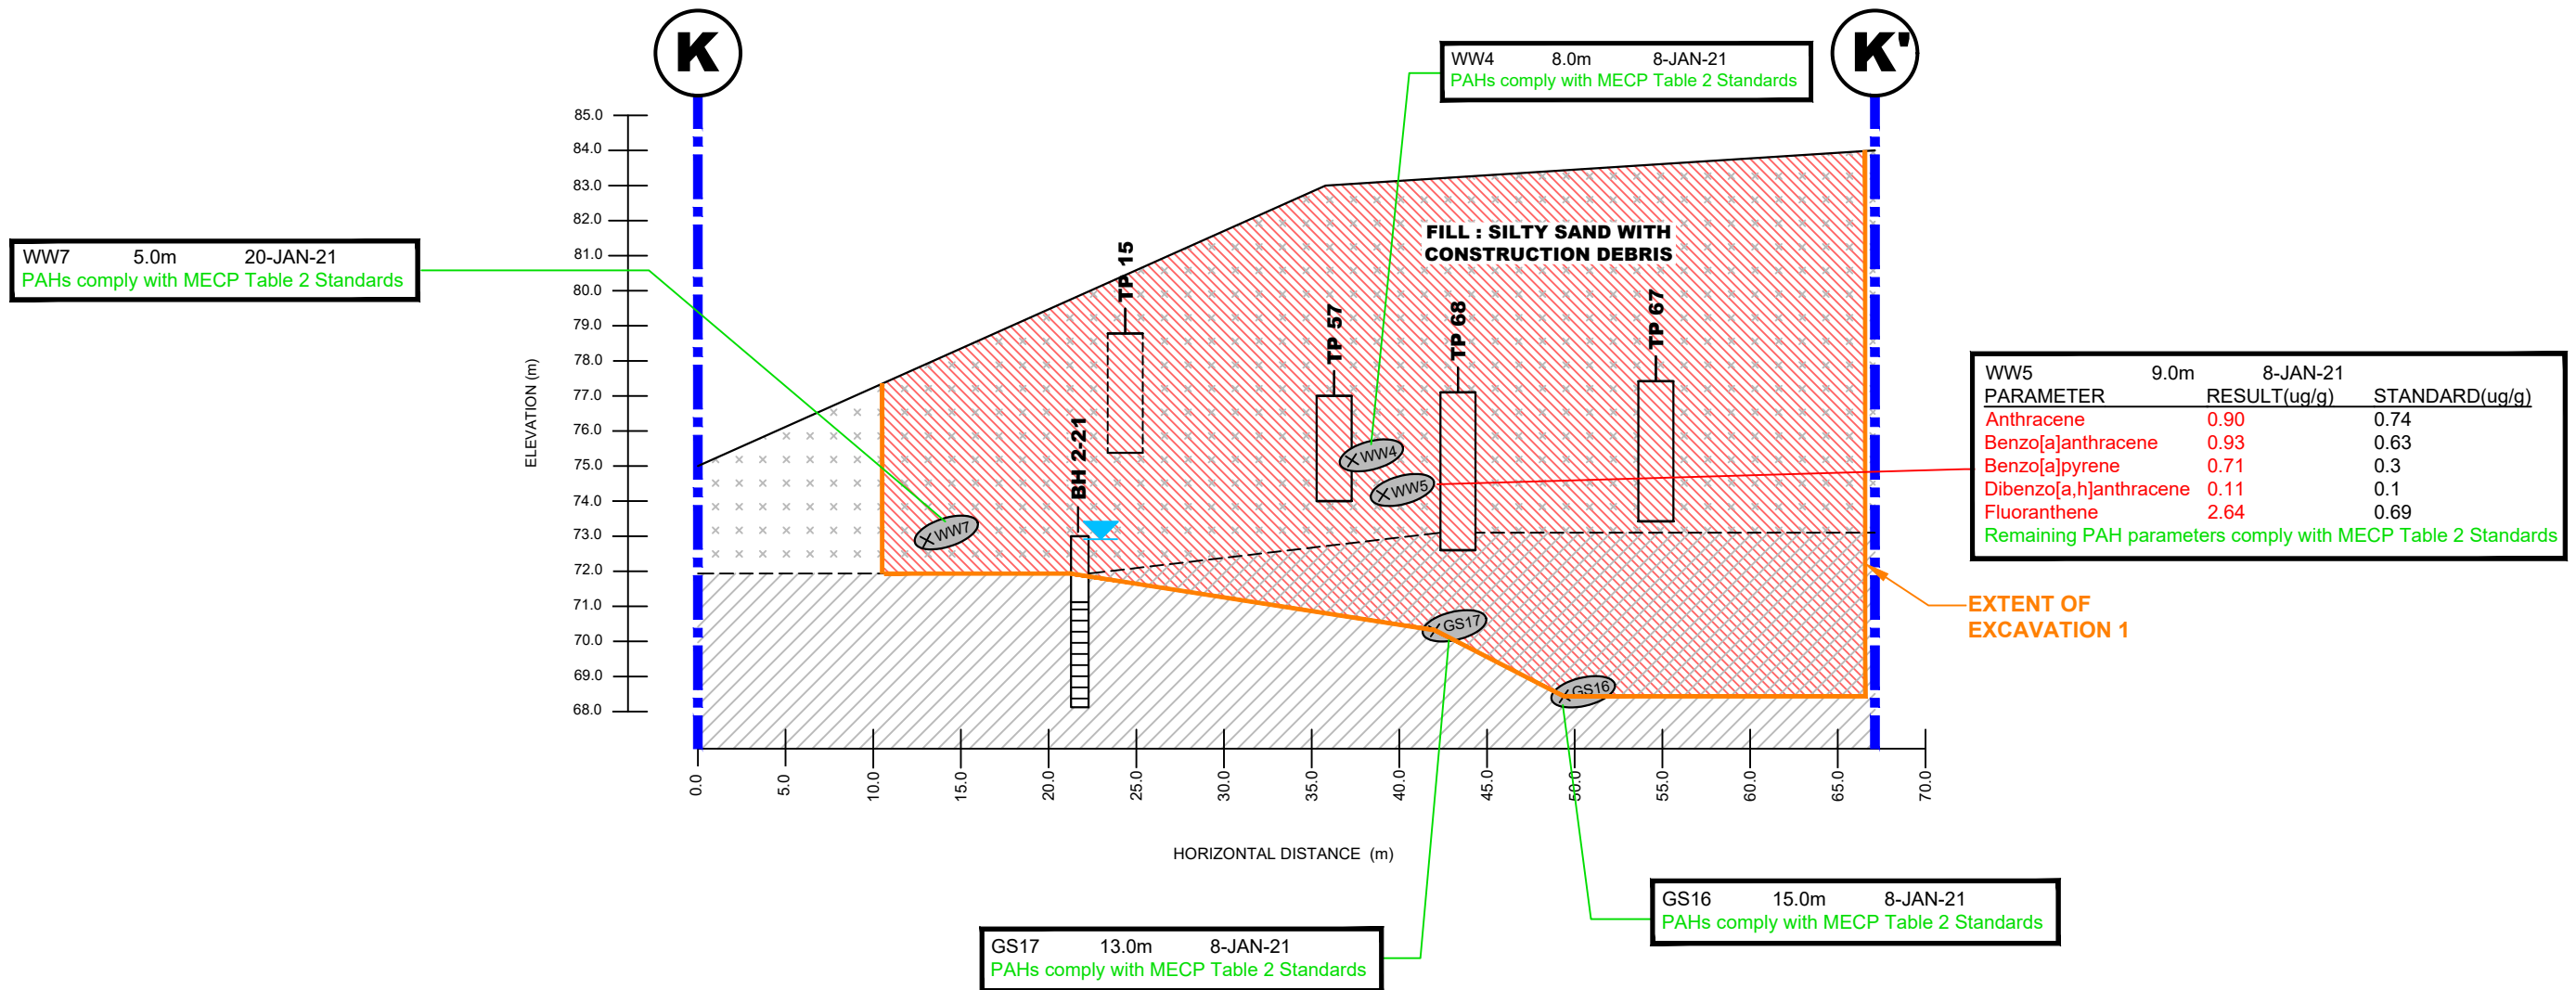 K
K'
WW4 8.0m 8-JAN-21
PAHs comply with MECP Table 2 Standards
WW7 5.0m 20-JAN-21
PAHs comply with MECP Table 2 Standards
85.0
84.0
83.0
82.0
81.0
80.0
79.0
78.0
77.0
76.0
75.0
74.0
73.0
72.0
71.0
70.0
69.0
68.0
ELEVATION (m)
FILL : SILTY SAND WITH
CONSTRUCTION DEBRIS
TP 15
TP 57
TP 68
TP 67
BH 2-21
WW4
WW5
WW7
GS17
GS16
WW5 9.0m 8-JAN-21
PARAMETER RESULT(ug/g) STANDARD(ug/g)
Anthracene 0.90 0.74
Benzo[a]anthracene 0.93 0.63
Benzo[a]pyrene 0.71 0.3
Dibenzo[a,h]anthracene 0.11 0.1
Fluoranthene 2.64 0.69
Remaining PAH parameters comply with MECP Table 2 Standards
EXTENT OF
EXCAVATION 1
0.0 5.0 10.0 15.0 20.0 25.0 30.0 35.0 40.0 45.0 50.0 55.0 60.0 65.0 70.0
HORIZONTAL DISTANCE (m)
GS16 15.0m 8-JAN-21
PAHs comply with MECP Table 2 Standards
GS17 13.0m 8-JAN-21
PAHs comply with MECP Table 2 Standards